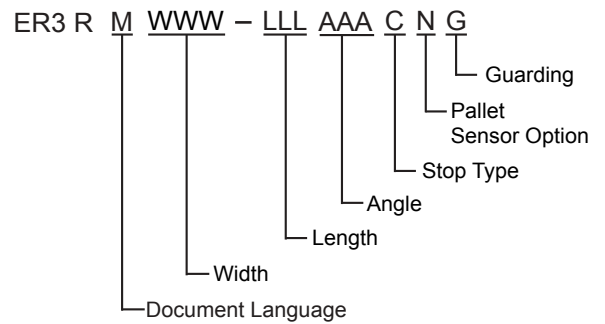 ER3 R M WWW – LLL AAA C N G
Guarding
Pallet
Sensor Option
Stop Type
Angle
Length
Width
Document Language